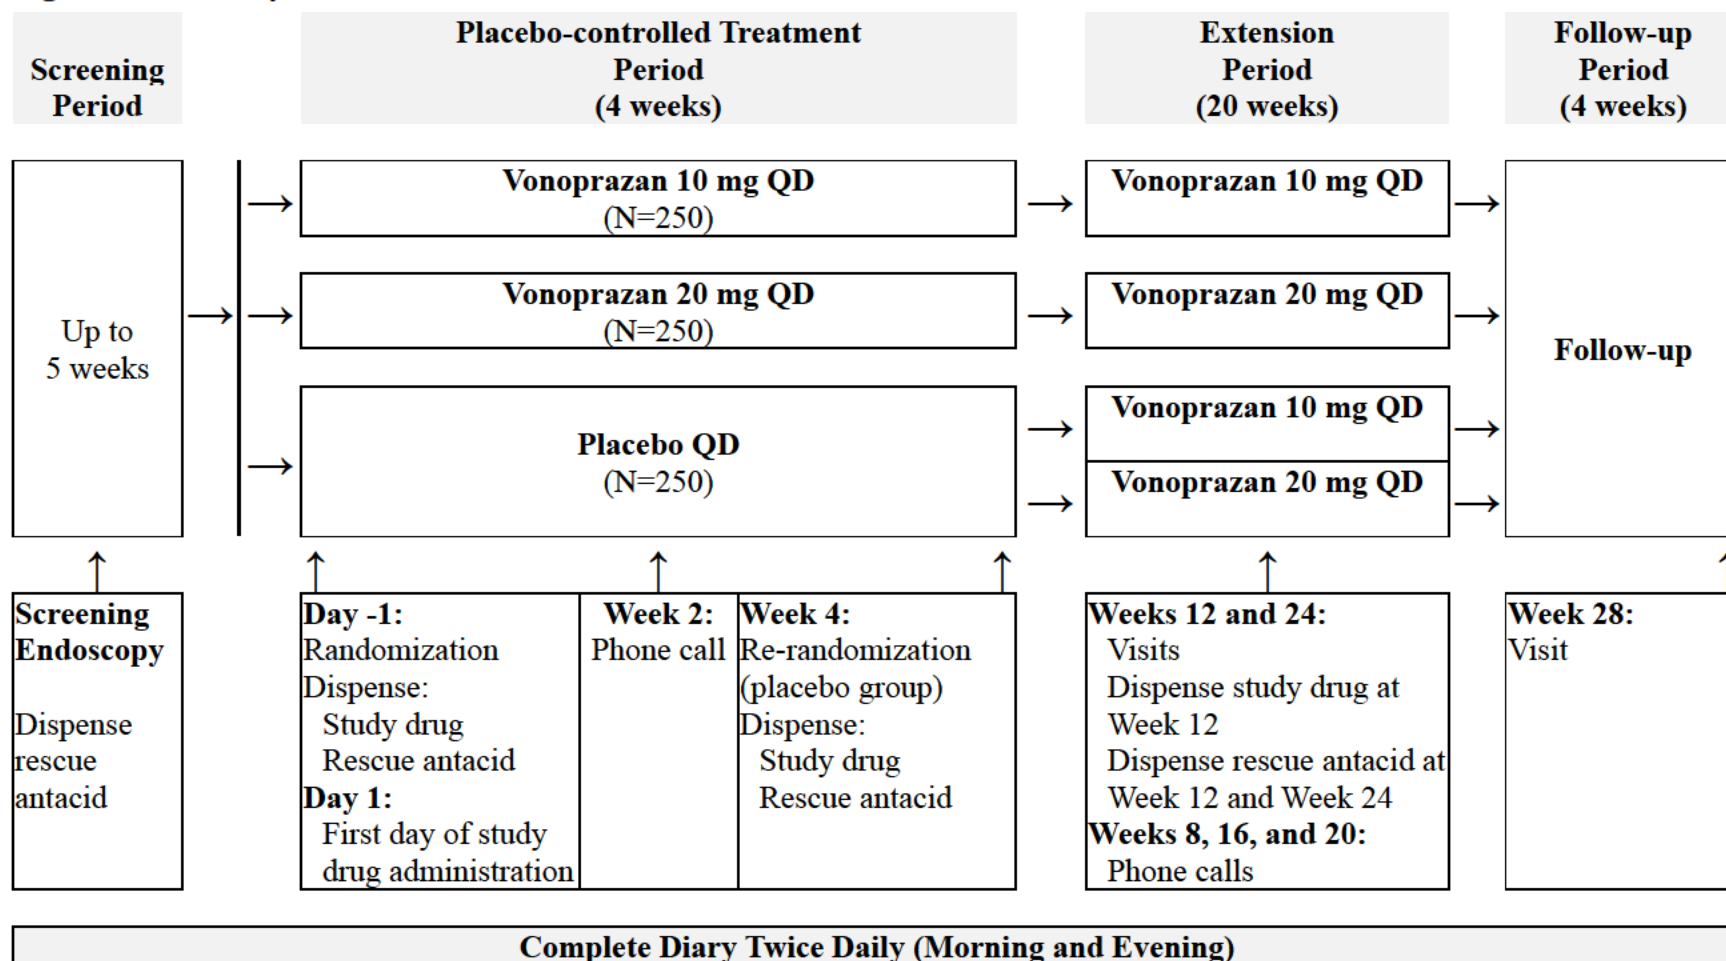 Screening
Period
Placebo-controlled Treatment
Period
(4 weeks)
Extension
Period
(20 weeks)
Follow-up
Period
(4 weeks)
Up to
5 weeks
Vonoprazan 10 mg QD
(N=250)
Vonoprazan 20 mg QD
(N=250)
Placebo QD
(N=250)
Vonoprazan 10 mg QD
Vonoprazan 20 mg QD
Vonoprazan 10 mg QD
Vonoprazan 20 mg QD
Follow-up
Screening
Endoscopy
Dispense
rescue
antacid
Day -1:
Randomization
Dispense:
Study drug
Rescue antacid
Day 1:
First day of study
drug administration
Week 2:
Phone call
Week 4:
Re-randomization
(placebo group)
Dispense:
Study drug
Rescue antacid
Weeks 12 and 24:
Visits
Dispense study drug at
Week 12
Dispense rescue antacid at
Week 12 and Week 24
Weeks 8, 16, and 20:
Phone calls
Week 28:
Visit
Complete Diary Twice Daily (Morning and Evening)